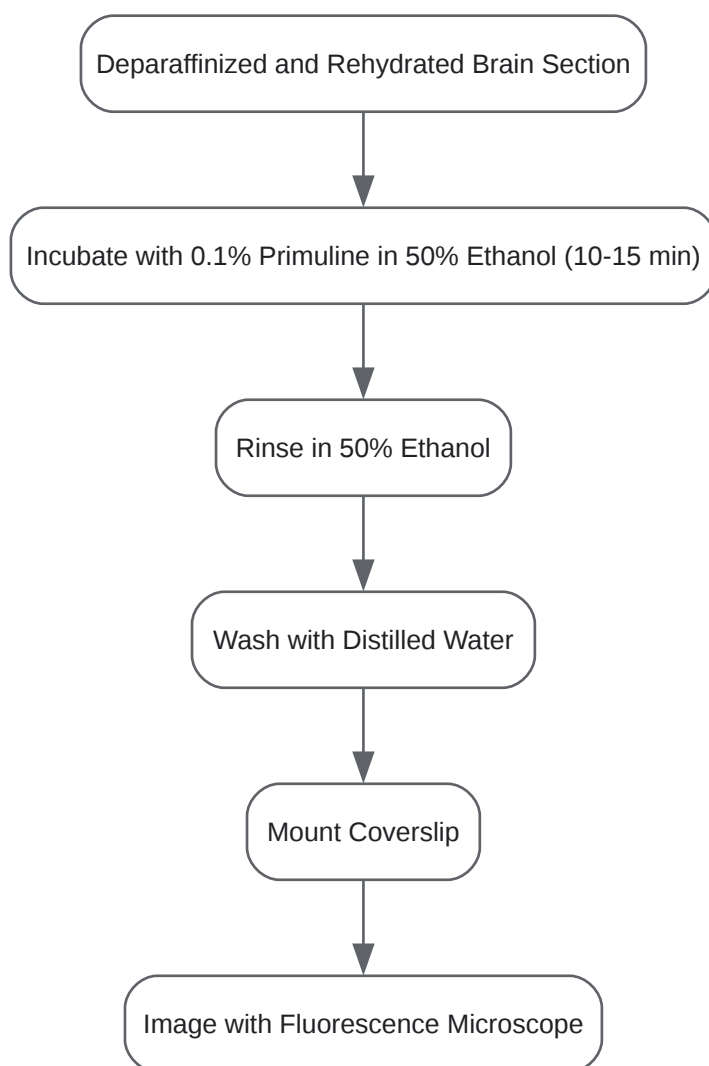 Deparaffinized and Rehydrated Brain Section
Incubate with 0.1% Primuline in 50% Ethanol (10-15 min)
Rinse in 50% Ethanol
Wash with Distilled Water
Mount Coverslip
Image with Fluorescence Microscope